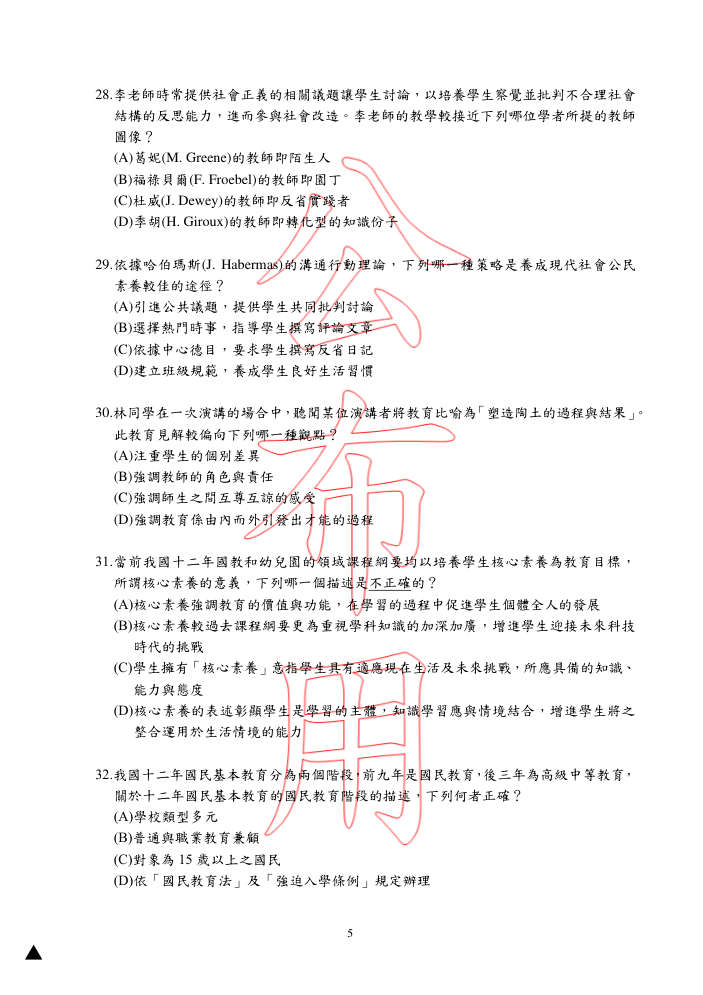 28.李老師時常提供社會正義的相關議題讓學生討論，以培養學生察覺並批判不合理社會
結構的反思能力，進而參與社會改造。李老師的教學較接近下列哪位學者所提的教師
圖像？
(A)葛妮(M. Greene)的教師即陌生人
(B)福祿貝爾(F. Froebel)的教師即園丁
(C)杜威(J. Dewey)的教師即反省實踐者
(D)季胡(H. Giroux)的教師即轉化型的知識份子
29.依據哈伯瑪斯(J. Habermas)的溝通行動理論，下列哪一種策略是養成現代社會公民
素養較佳的途徑？
(A)引進公共議題，提供學生共同批判討論
(B)選擇熱門時事，指導學生撰寫評論文章
(C)依據中心德目，要求學生撰寫反省日記
(D)建立班級規範，養成學生良好生活習慣
30.林同學在一次演講的場合中，聽聞某位演講者將教育比喻為「塑造陶土的過程與結果」。
此教育見解較偏向下列哪一種觀點？
(A)注重學生的個別差異
(B)強調教師的角色與責任
(C)強調師生之間互尊互諒的感受
(D)強調教育係由內而外引發出才能的過程
31.當前我國十二年國教和幼兒園的領域課程綱要均以培養學生核心素養為教育目標，
所謂核心素養的意義，下列哪一個描述是不正確的？
(A)核心素養強調教育的價值與功能，在學習的過程中促進學生個體全人的發展
(B)核心素養較過去課程綱要更為重視學科知識的加深加廣，增進學生迎接未來科技
時代的挑戰
(C)學生擁有「核心素養」意指學生具有適應現在生活及未來挑戰，所應具備的知識、
能力與態度
(D)核心素養的表述彰顯學生是學習的主體，知識學習應與情境結合，增進學生將之
整合運用於生活情境的能力
32.我國十二年國民基本教育分為兩個階段，前九年是國民教育，後三年為高級中等教育，
關於十二年國民基本教育的國民教育階段的描述，下列何者正確？
(A)學校類型多元
(B)普通與職業教育兼顧
(C)對象為 15 歲以上之國民
(D)依「國民教育法」及「強迫入學條例」規定辦理
5
公布用